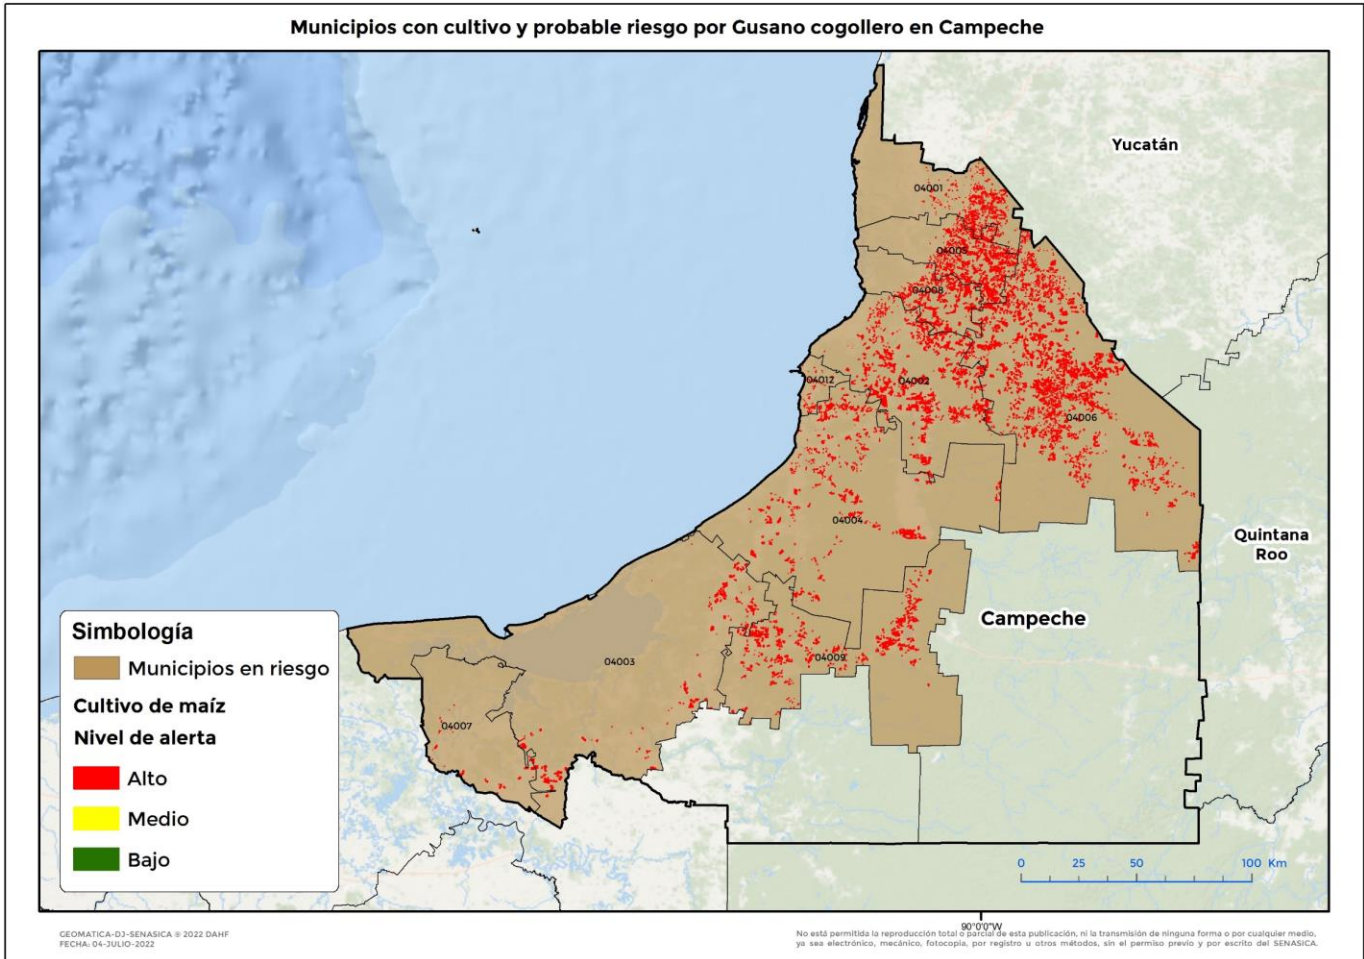 Municipios con cultivo y probable riesgo por Gusano cogollero en Campeche
Yucatán
04001
04005
04008
04012
04002
04006
04004
Quintana
Roo
Campeche
04003
04009
04007
Simbología
Municipios en riesgo
Cultivo de maíz
Nivel de alerta
Alto
Medio
Bajo
0 25 50 100 Km
90°0'0"W
GEOMATICA-DJ-SENASICA © 2022 DAHF
FECHA: 04-JULIO-2022
No está permitida la reproducción total o parcial de esta publicación, ni la transmisión de ninguna forma o por cualquier medio,
ya sea electrónico, mecánico, fotocopia, por registro u otros métodos, sin el permiso previo y por escrito del SENASICA.